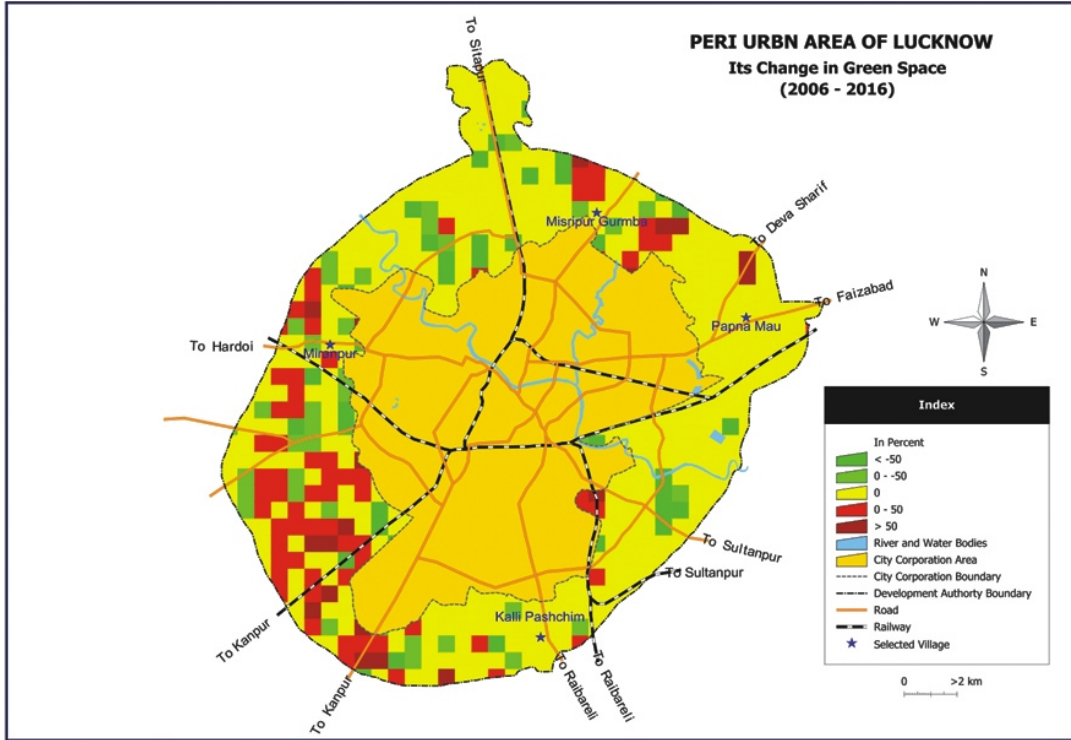 PERI URBN AREA OF LUCKNOW
Its Change in Green Space
(2006 - 2016)
To Sitapur
Misripur Gurmba
To Deva Sharif
To Faizabad
Papna Mau
To Hardoi
Miranpur
N
W
E
S
To Sultanpur
To Sultanpur
Kalli Pashchim
To Kanpur
To Kanpur
To Raibareli
To Raibareli
Index
In Percent
< -50
0 - -50
0
0 - 50
> 50
River and Water Bodies
City Corporation Area
City Corporation Boundary
Development Authorty Boundary
Road
Railway
Selected Village
0 >2 km